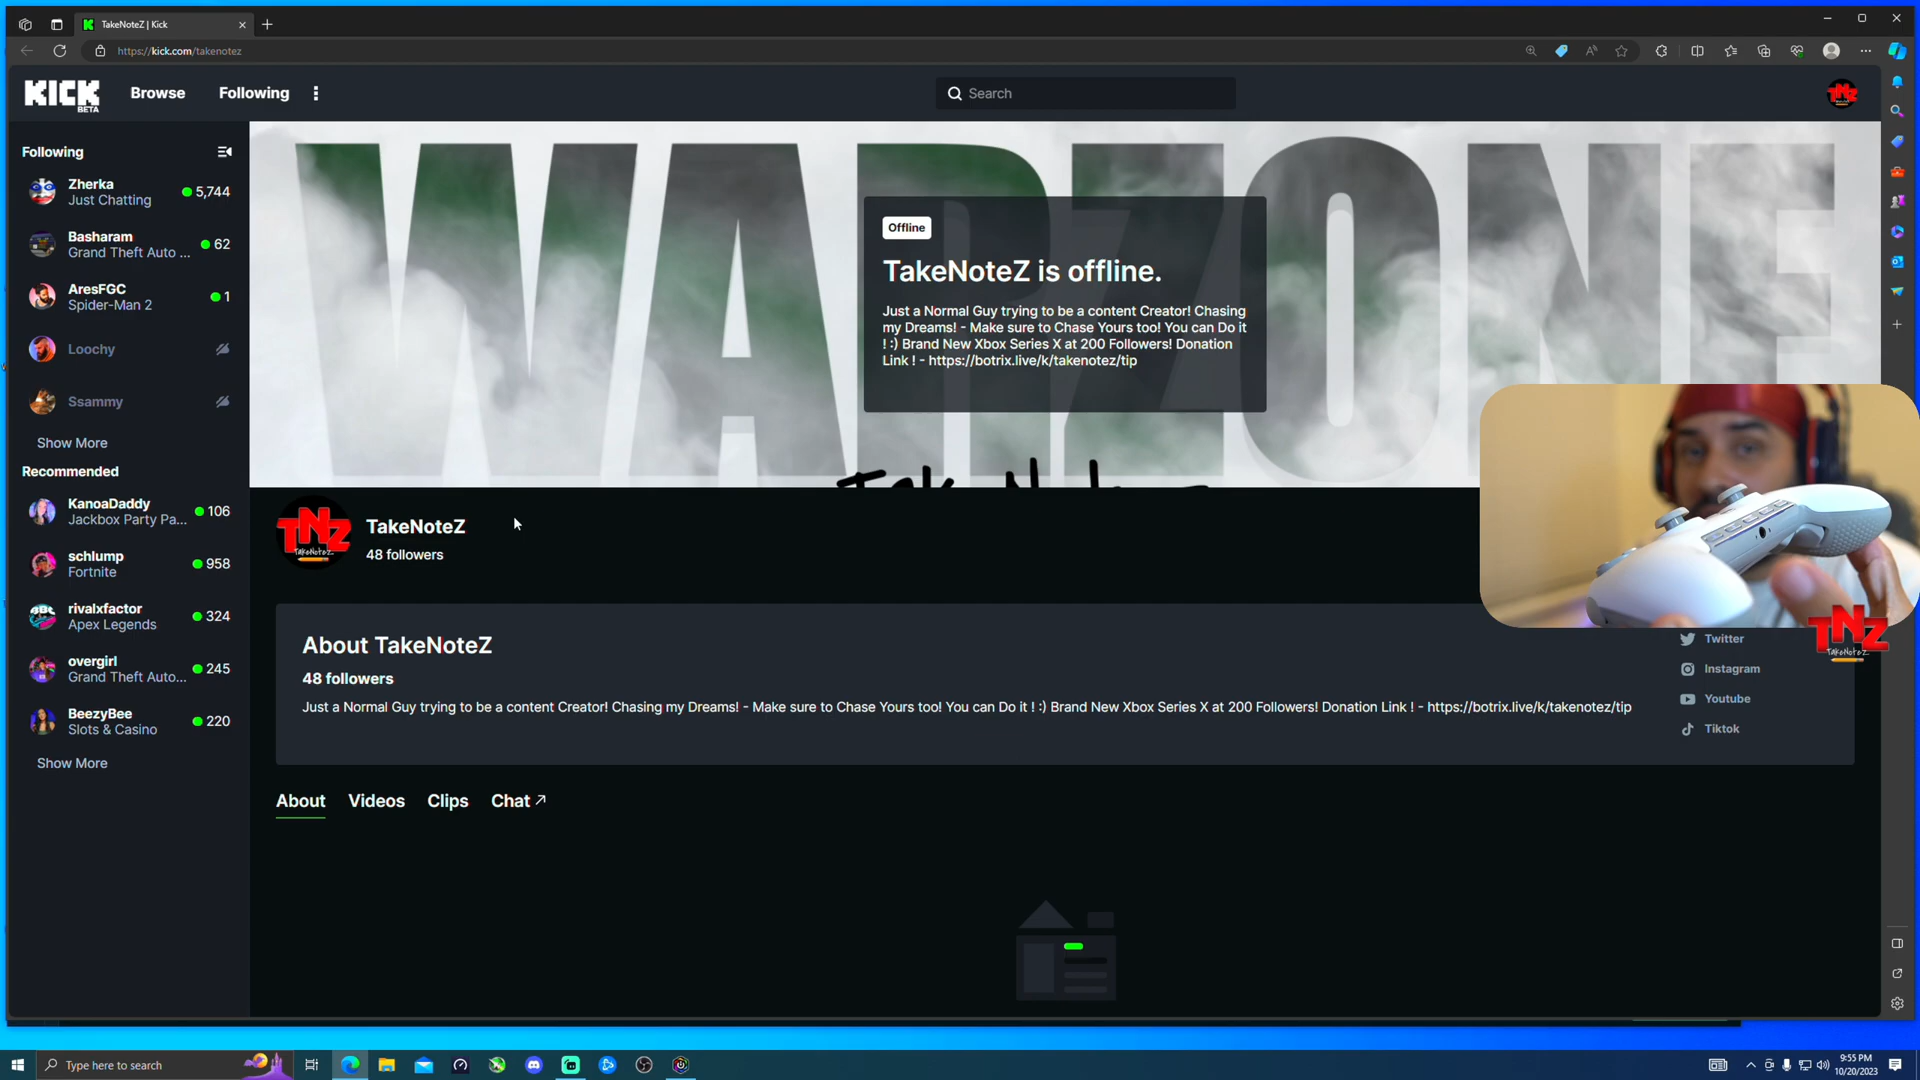 TakeNoteZ | Kick
https://kick.com/takenotez
KICK
BETA
Browse
Following
Search
TNZ
Following
Zherka
Just Chatting
5,744
Basharam
Grand Theft Auto ...
62
AresFGC
Spider-Man 2
1
Loochy
Ssammy
Show More
Recommended
KanoaDaddy
Jackbox Party Pa...
106
schlump
Fortnite
958
rivalxfactor
Apex Legends
324
overgirl
Grand Theft Auto...
245
BeezyBee
Slots & Casino
220
Show More
WARZONE
Offline
TakeNoteZ is offline.
Just a Normal Guy trying to be a content Creator! Chasing
my Dreams! - Make sure to Chase Yours too! You can Do it
! :) Brand New Xbox Series X at 200 Followers! Donation
Link ! - https://botrix.live/k/takenotez/tip
TNZ
TakeNoteZ
TakeNoteZ
48 followers
About TakeNoteZ
48 followers
Just a Normal Guy trying to be a content Creator! Chasing my Dreams! - Make sure to Chase Yours too! You can Do it ! :) Brand New Xbox Series X at 200 Followers! Donation Link ! - https://botrix.live/k/takenotez/tip
Twitter
Instagram
Youtube
Tiktok
TNZ
TakeNoteZ
About
Videos
Clips
Chat
Type here to search
9:55 PM
10/20/2023